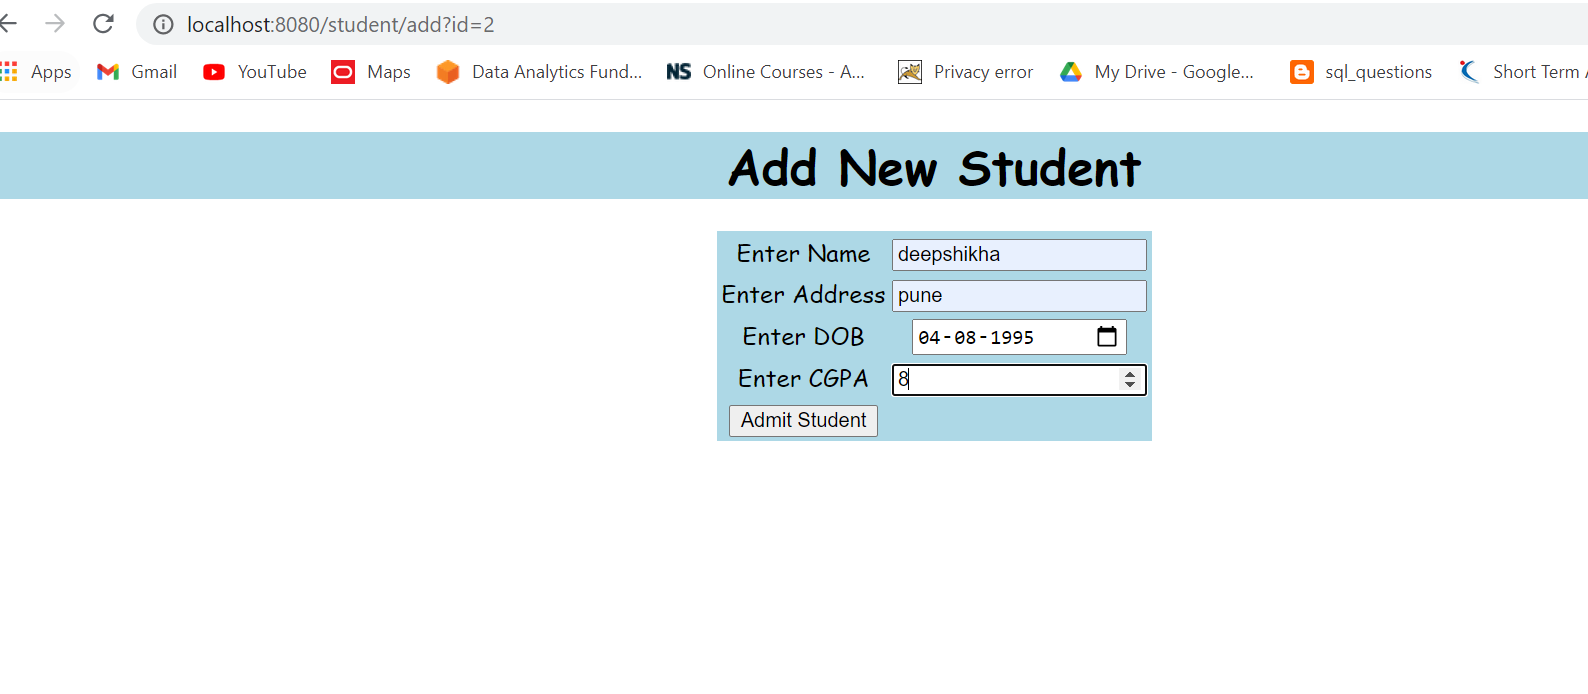 localhost:8080/student/add?id=2
Apps Gmail YouTube Maps Data Analytics Fund... NS Online Courses - A... Privacy error My Drive - Google... sql_questions Short Term
Add New Student
Enter Name deepshikha
Enter Address pune
Enter DOB 04-08-1995
Enter CGPA 8
Admit Student